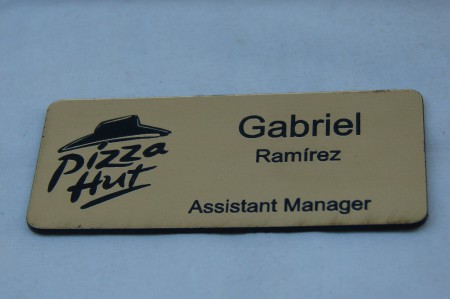 Pizza
Hut
Gabriel
Ramírez
Assistant Manager